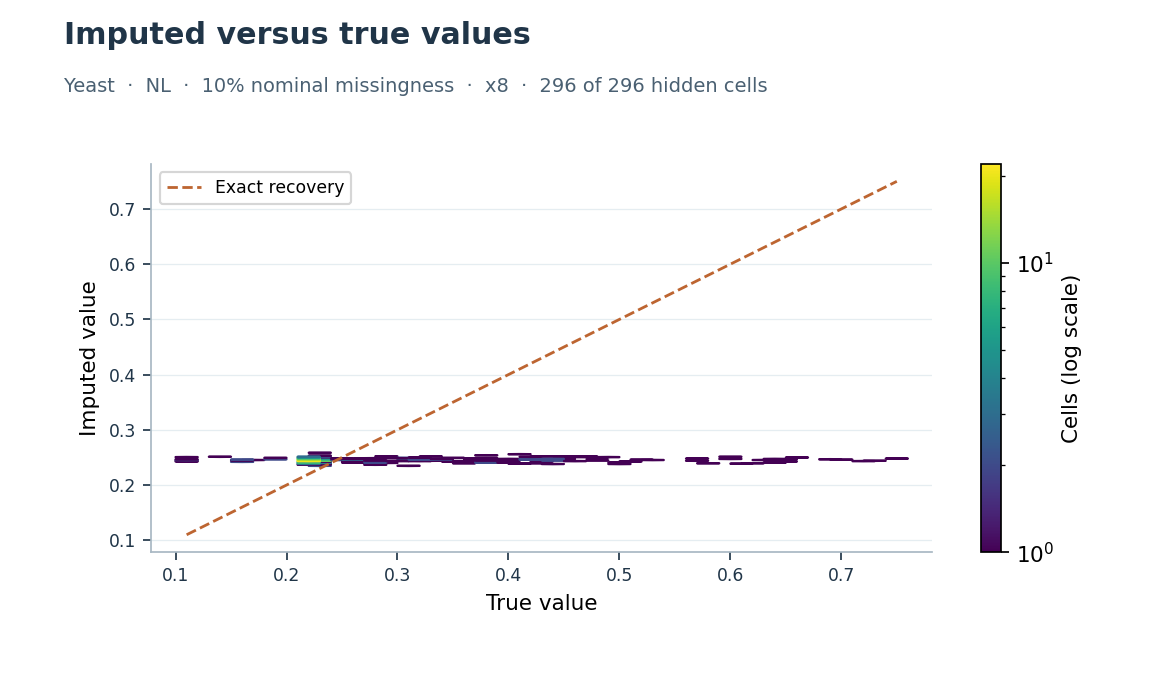 Imputed versus true values
Yeast · NL · 10% nominal missingness · x8 · 296 of 296 hidden cells
Exact recovery
0.7
0.6
0.5
0.4
0.3
0.2
0.1
Imputed value
0.1 0.2 0.3 0.4 0.5 0.6 0.7
True value
10¹
10⁰
Cells (log scale)